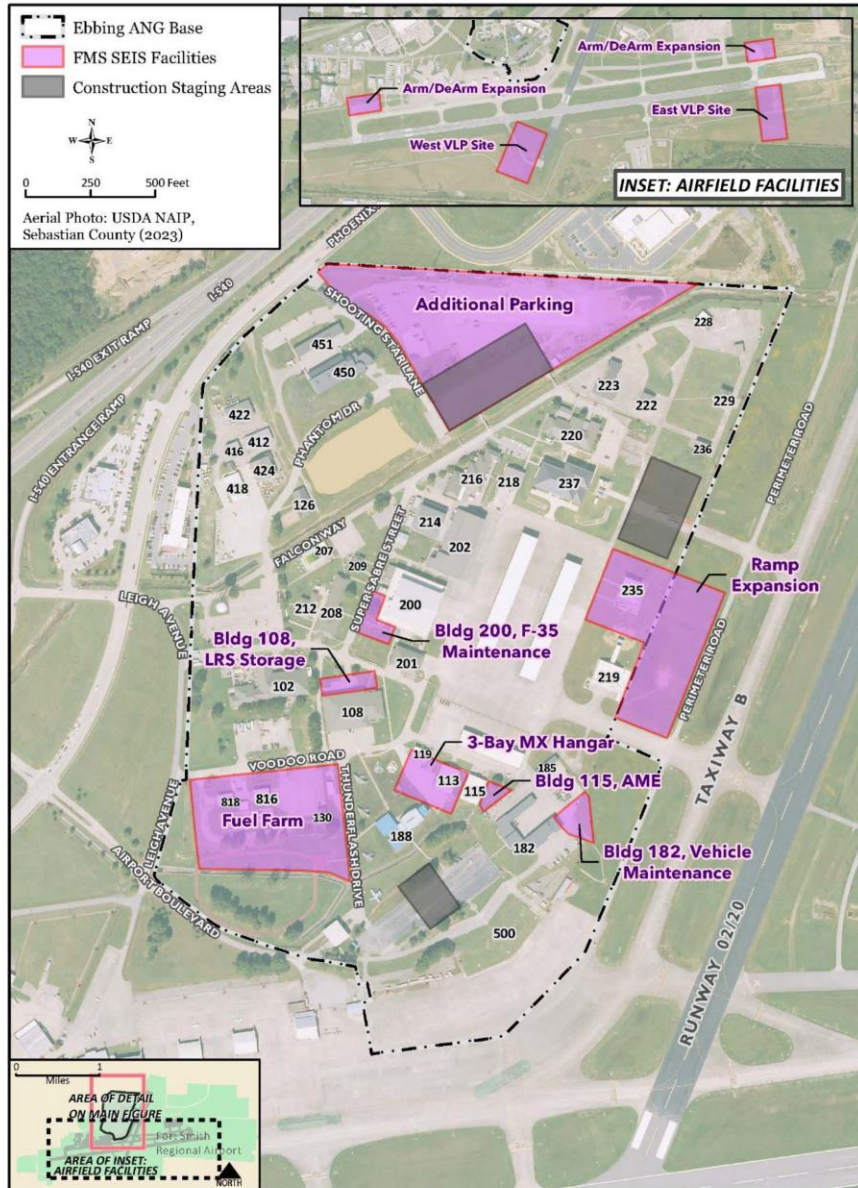 Ebbing ANG Base
FMS SEIS Facilities
Construction Staging Areas
N
W E
S
0 250 500 Feet
Aerial Photo: USDA NAIP,
Sebastian County (2023)
Arm/DeArm Expansion
Arm/DeArm Expansion
East VLP Site
West VLP Site
INSET: AIRFIELD FACILITIES
PHOENIX
I-540
I-540 EXIT RAMP
I-540 ENTRANCE RAMP
SHOOTING STAR LANE
Additional Parking
228
451
450
223
222
229
422
412
416
424
418
PHANTOM DR
220
236
PERIMETER ROAD
216
218
237
126
214
202
FALCON WAY
207
209
SUPER SABRE STREET
212
208
200
235
Ramp
Expansion
LEIGH AVENUE
Bldg 108,
LRS Storage
Bldg 200, F-35
Maintenance
201
219
PERIMETER ROAD
102
108
TAXIWAY B
VOODOO ROAD
119
3-Bay MX Hangar
113
115
185
Bldg 115, AME
818
816
130
Fuel Farm
THUNDERFLASH DRIVE
188
182
Bldg 182, Vehicle
Maintenance
LEIGH AVENUE
AIRPORT BOULEVARD
500
RUNWAY 02/20
0 1
Miles
AREA OF DETAIL
ON MAIN FIGURE
Fort Smith
Regional Airport
AREA OF INSET:
AIRFIELD FACILITIES
NORTH